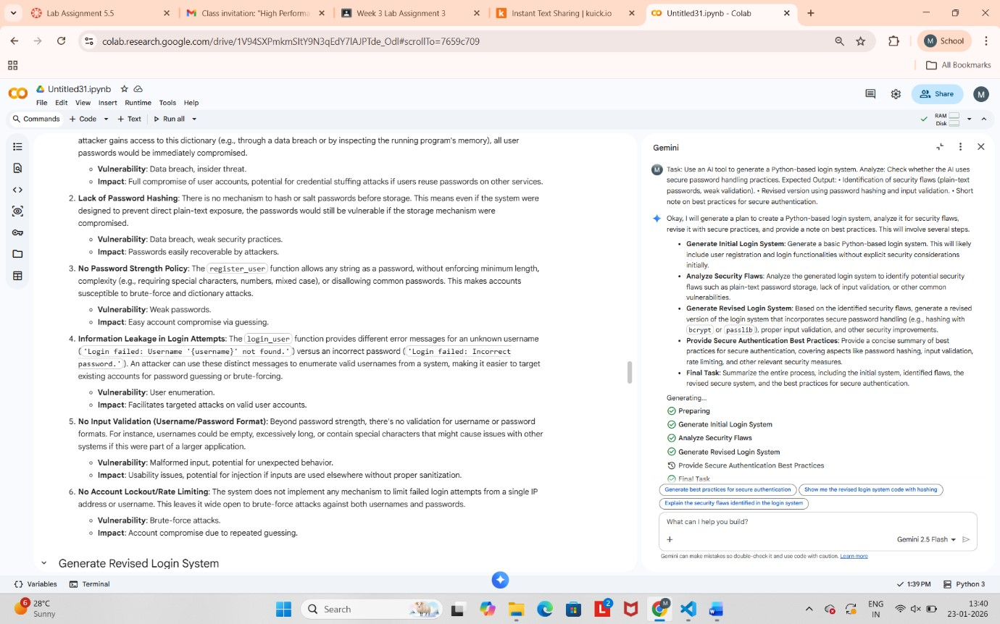 Lab Assignment 5.5
Class invitation: "High Performa
Week 3 Lab Assignment 3
Instant Text Sharing | kuick.io
Untitled31.ipynb - Colab
colab.research.google.com/drive/1V94SXPmkmSItY9N3qEdY7lAJPTde_Odl#scrollTo=7659c709
M School
All Bookmarks
Untitled31.ipynb
File Edit View Insert Runtime Tools Help
Share
M
Commands + Code + Text Run all
RAM
Disk
attacker gains access to this dictionary (e.g., through a data breach or by inspecting the running program's memory), all user
passwords would be immediately compromised.
Vulnerability: Data breach, insider threat.
Impact: Full compromise of user accounts, potential for credential stuffing attacks if users reuse passwords on other services.
2. Lack of Password Hashing: There is no mechanism to hash or salt passwords before storage. This means even if the system were
designed to prevent direct plain-text exposure, the passwords would still be vulnerable if the storage mechanism were
compromised.
Vulnerability: Data breach, weak security practices.
Impact: Passwords easily recoverable by attackers.
3. No Password Strength Policy: The register_user function allows any string as a password, without enforcing minimum length,
complexity (e.g., requiring special characters, numbers, mixed case), or disallowing common passwords. This makes accounts
susceptible to brute-force and dictionary attacks.
Vulnerability: Weak passwords.
Impact: Easy account compromise via guessing.
4. Information Leakage in Login Attempts: The login_user function provides different error messages for an unknown username
('Login failed: Username '{username}' not found.') versus an incorrect password ('Login failed: Incorrect
password.'). An attacker can use these distinct messages to enumerate valid usernames from a system, making it easier to target
existing accounts for password guessing or brute-forcing.
Vulnerability: User enumeration.
Impact: Facilitates targeted attacks on valid user accounts.
5. No Input Validation (Username/Password Format): Beyond password strength, there's no validation for username or password
formats. For instance, usernames could be empty, excessively long, or contain special characters that might cause issues with other
systems if this were part of a larger application.
Vulnerability: Malformed input, potential for unexpected behavior.
Impact: Usability issues, potential for injection if inputs are used elsewhere without proper sanitization.
6. No Account Lockout/Rate Limiting: The system does not implement any mechanism to limit failed login attempts from a single IP
address or username. This leaves it wide open to brute-force attacks against both usernames and passwords.
Vulnerability: Brute-force attacks.
Impact: Account compromise due to repeated guessing.
Generate Revised Login System
Gemini
M Task: Use an AI tool to generate a Python-based login system. Analyze: Check whether the AI uses
secure password handling practices. Expected Output: • Identification of security flaws (plain-text
passwords, weak validation). • Revised version using password hashing and input validation. • Short
note on best practices for secure authentication.
Okay, I will generate a plan to create a Python-based login system, analyze it for security flaws,
revise it with secure practices, and provide a note on best practices. This will involve several steps.
Generate Initial Login System: Generate a basic Python-based login system. This will likely
include user registration and login functionalities without explicit security considerations
initially.
Analyze Security Flaws: Analyze the generated login system to identify potential security
flaws such as plain-text password storage, lack of input validation, or other common
vulnerabilities.
Generate Revised Login System: Based on the identified security flaws, generate a revised
version of the login system that incorporates secure password handling (e.g., hashing with
bcrypt or passlib), proper input validation, and other security improvements.
Provide Secure Authentication Best Practices: Provide a concise summary of best
practices for secure authentication, covering aspects like password hashing, input validation,
rate limiting, and other relevant security measures.
Final Task: Summarize the entire process, including the initial system, identified flaws, the
revised secure system, and the best practices for secure authentication.
Generating...
Preparing
Generate Initial Login System
Analyze Security Flaws
Generate Revised Login System
Provide Secure Authentication Best Practices
Final Task
Generate best practices for secure authentication
Show me the revised login system code with hashing
Explain the security flaws identified in the login system
What can I help you build?
+ Gemini 2.5 Flash
Gemini can make mistakes so double-check it and use code with caution. Learn more
Variables Terminal
1:39 PM Python 3
6
28°C
Sunny
Search
L
2
M
ENG
IN
13:40
23-01-2026